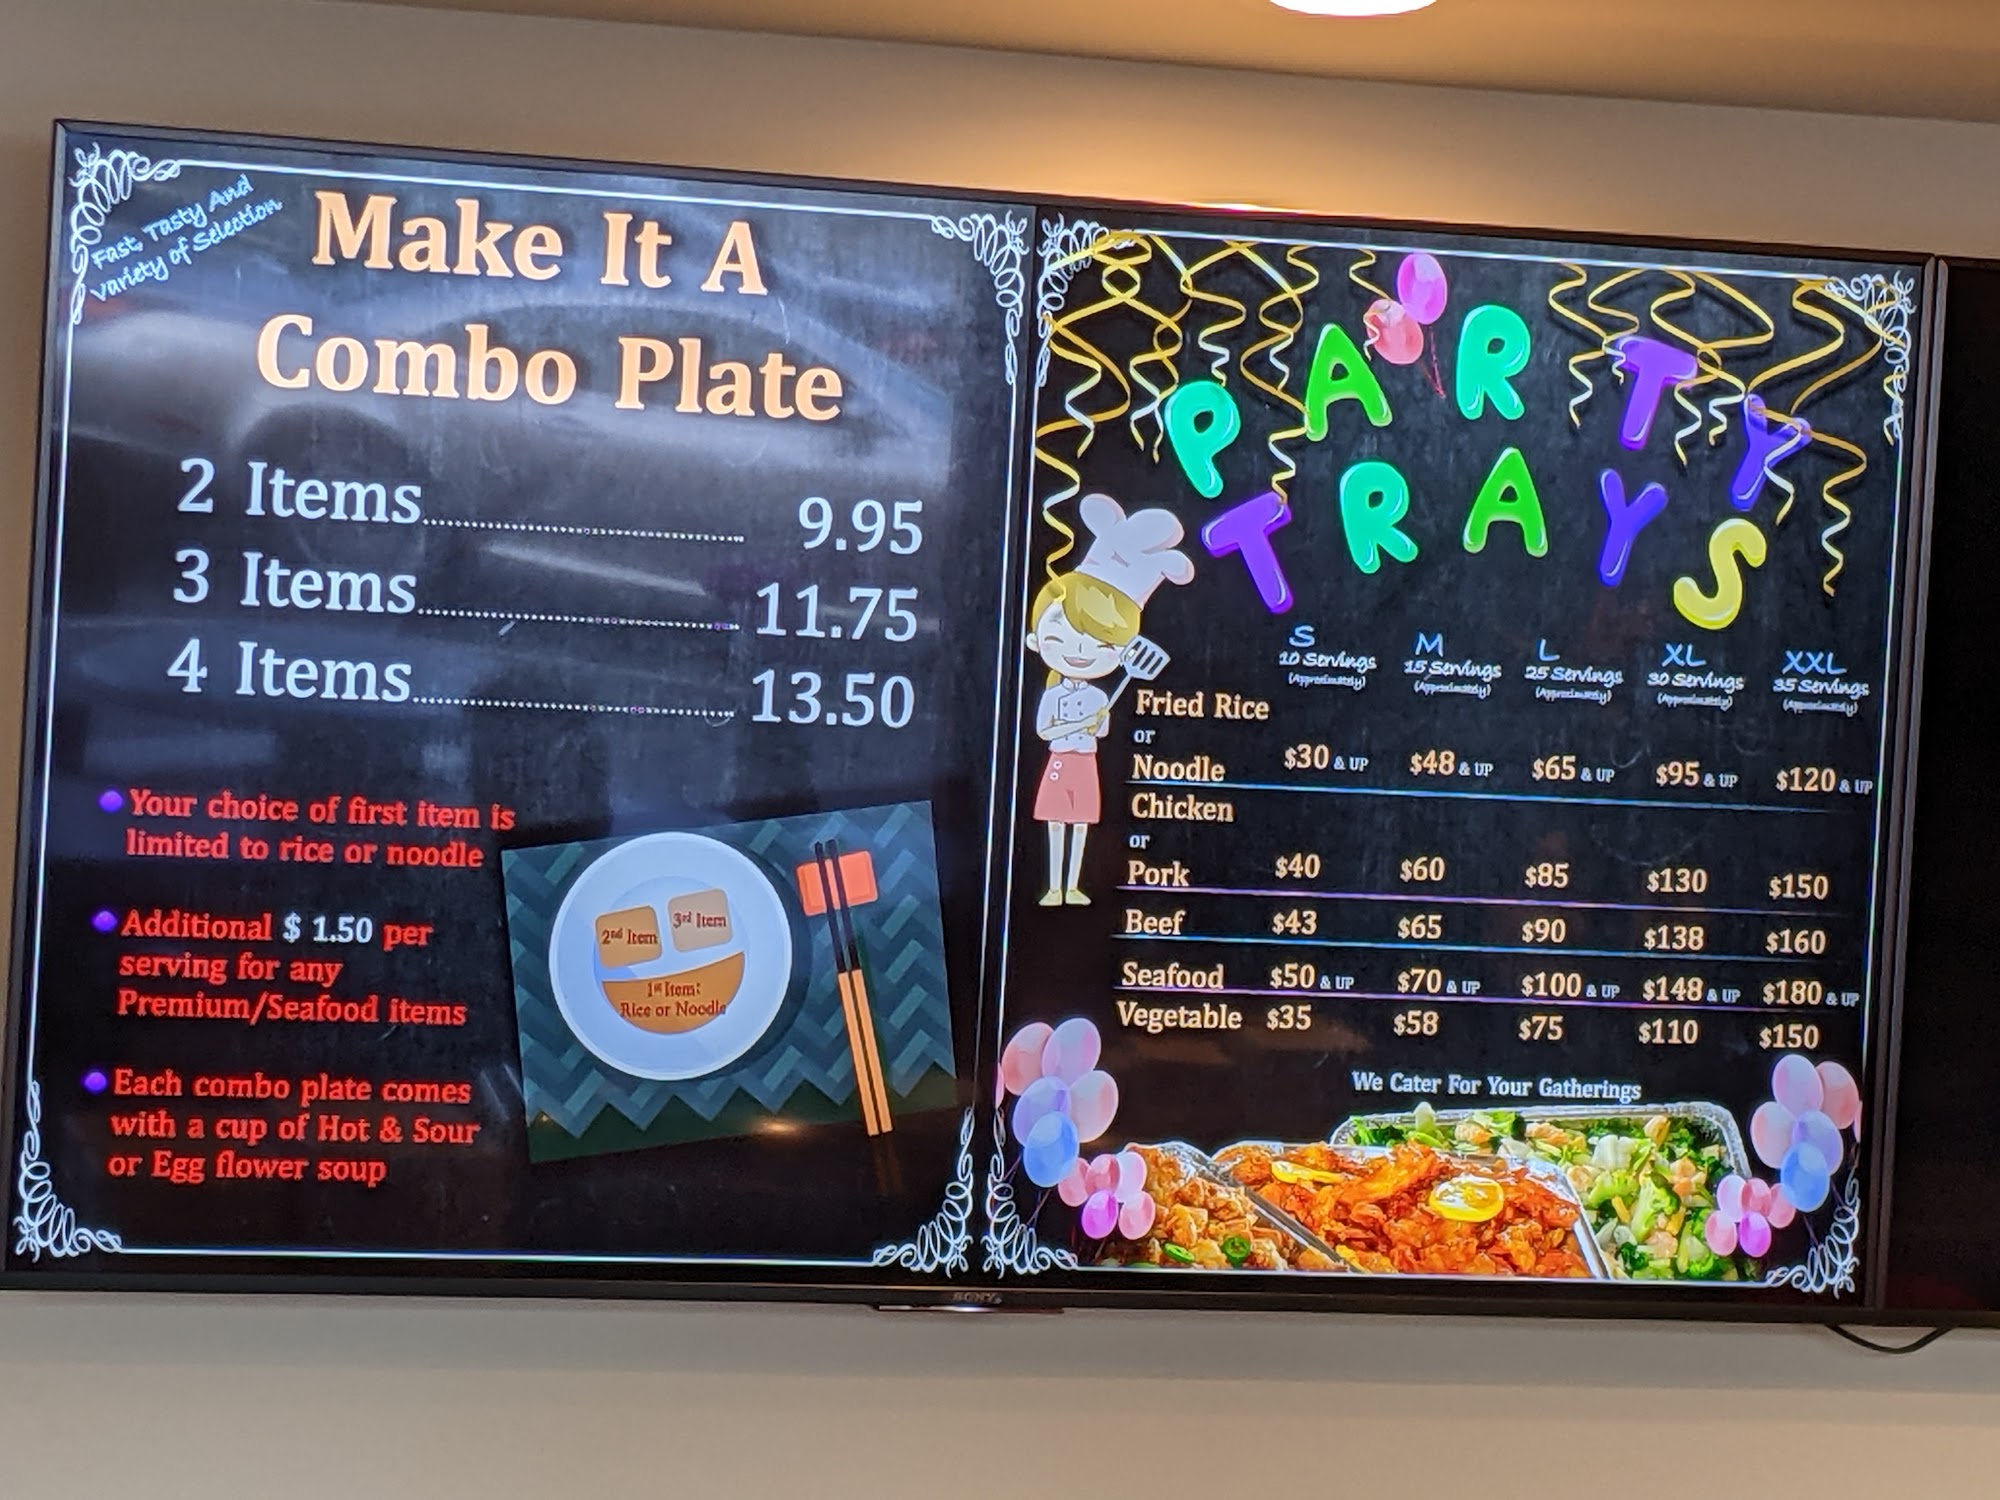 Fast, Tasty And
Variety of Selection
Make It A
Combo Plate
2 Items 9.95
3 Items 11.75
4 Items 13.50
Your choice of first item is
limited to rice or noodle
Additional $ 1.50 per
serving for any
Premium/Seafood items
Each combo plate comes
with a cup of Hot & Sour
or Egg flower soup
2nd Item
3rd Item
1st Item:
Rice or Noodle
SONY
PARTY
TRAYS
S M L XL XXL
10 Servings 15 Servings 25 Servings 30 Servings 35 Servings
(Approximately) (Approximately) (Approximately) (Approximately) (Approximately)
Fried Rice
or
Noodle $30 & UP $48 & UP $65 & UP $95 & UP $120 & UP
Chicken
or
Pork $40 $60 $85 $130 $150
Beef $43 $65 $90 $138 $160
Seafood $50 & UP $70 & UP $100 & UP $148 & UP $180 & UP
Vegetable $35 $58 $75 $110 $150
We Cater For Your Gatherings